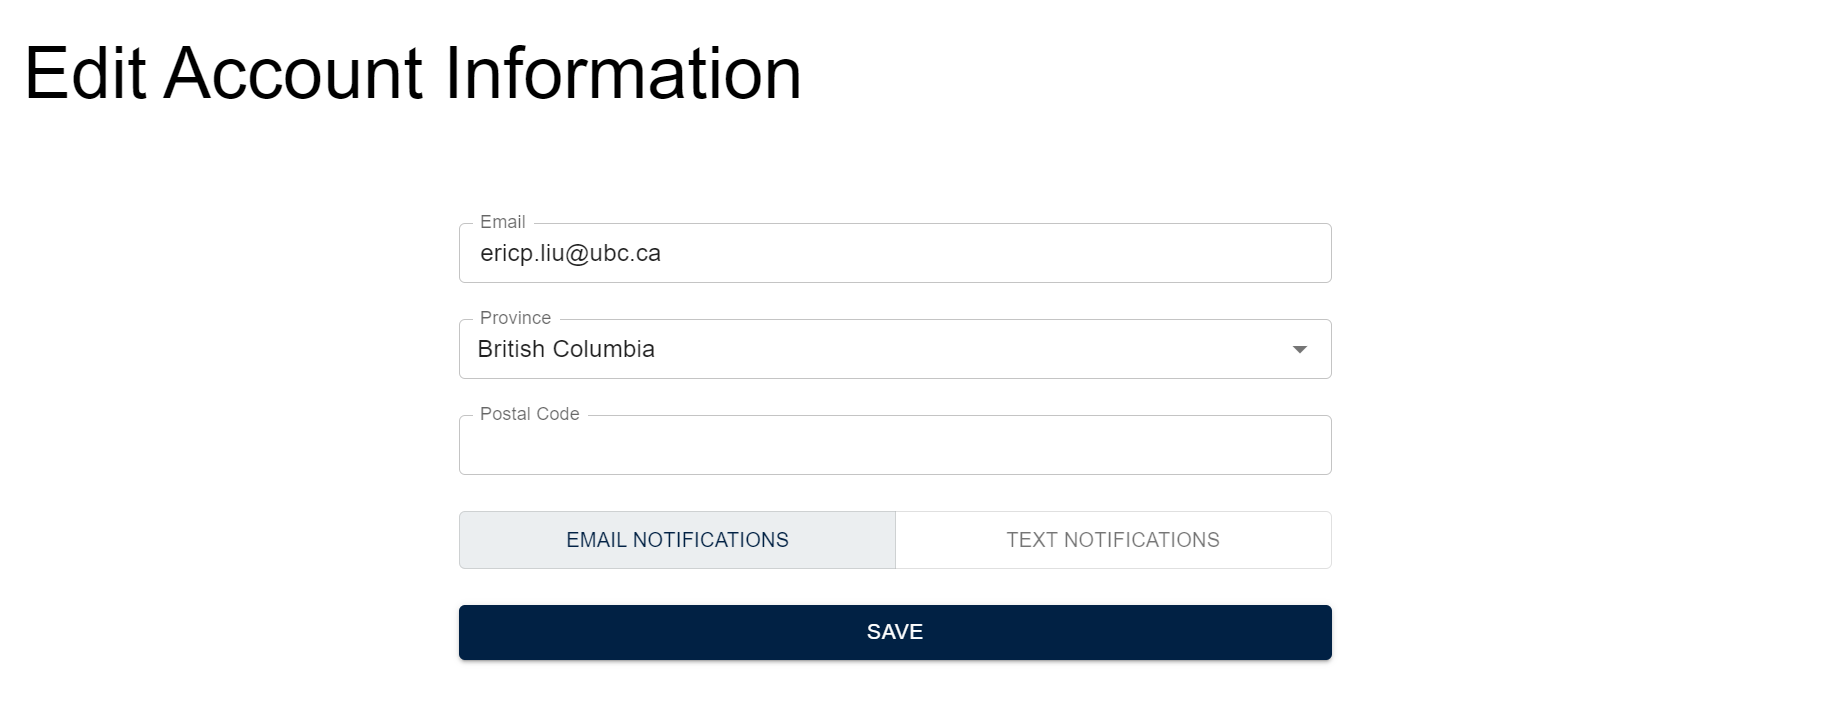 Edit Account Information
Email
ericp.liu@ubc.ca
Province
British Columbia
Postal Code
EMAIL NOTIFICATIONS
TEXT NOTIFICATIONS
SAVE